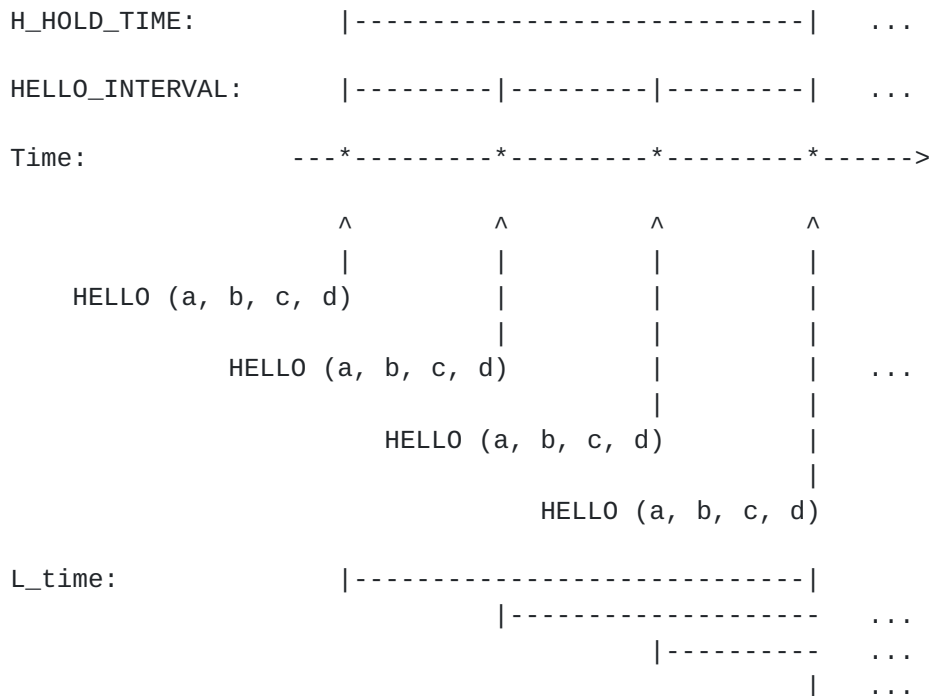 H_HOLD_TIME:         |-----------------------------|   ...
HELLO_INTERVAL:      |---------|---------|---------|   ...
Time:             ---*---------*---------*---------*------>
                     ^         ^         ^         ^
                     |         |         |         |
    HELLO (a, b, c, d)         |         |         |
                               |         |         |
              HELLO (a, b, c, d)         |         |   ...
                                         |         |
                        HELLO (a, b, c, d)         |
                                                   |
                                  HELLO (a, b, c, d)
L_time:              |-----------------------------|
                               |--------------------   ...
                                         |----------   ...
                                                   |   ...